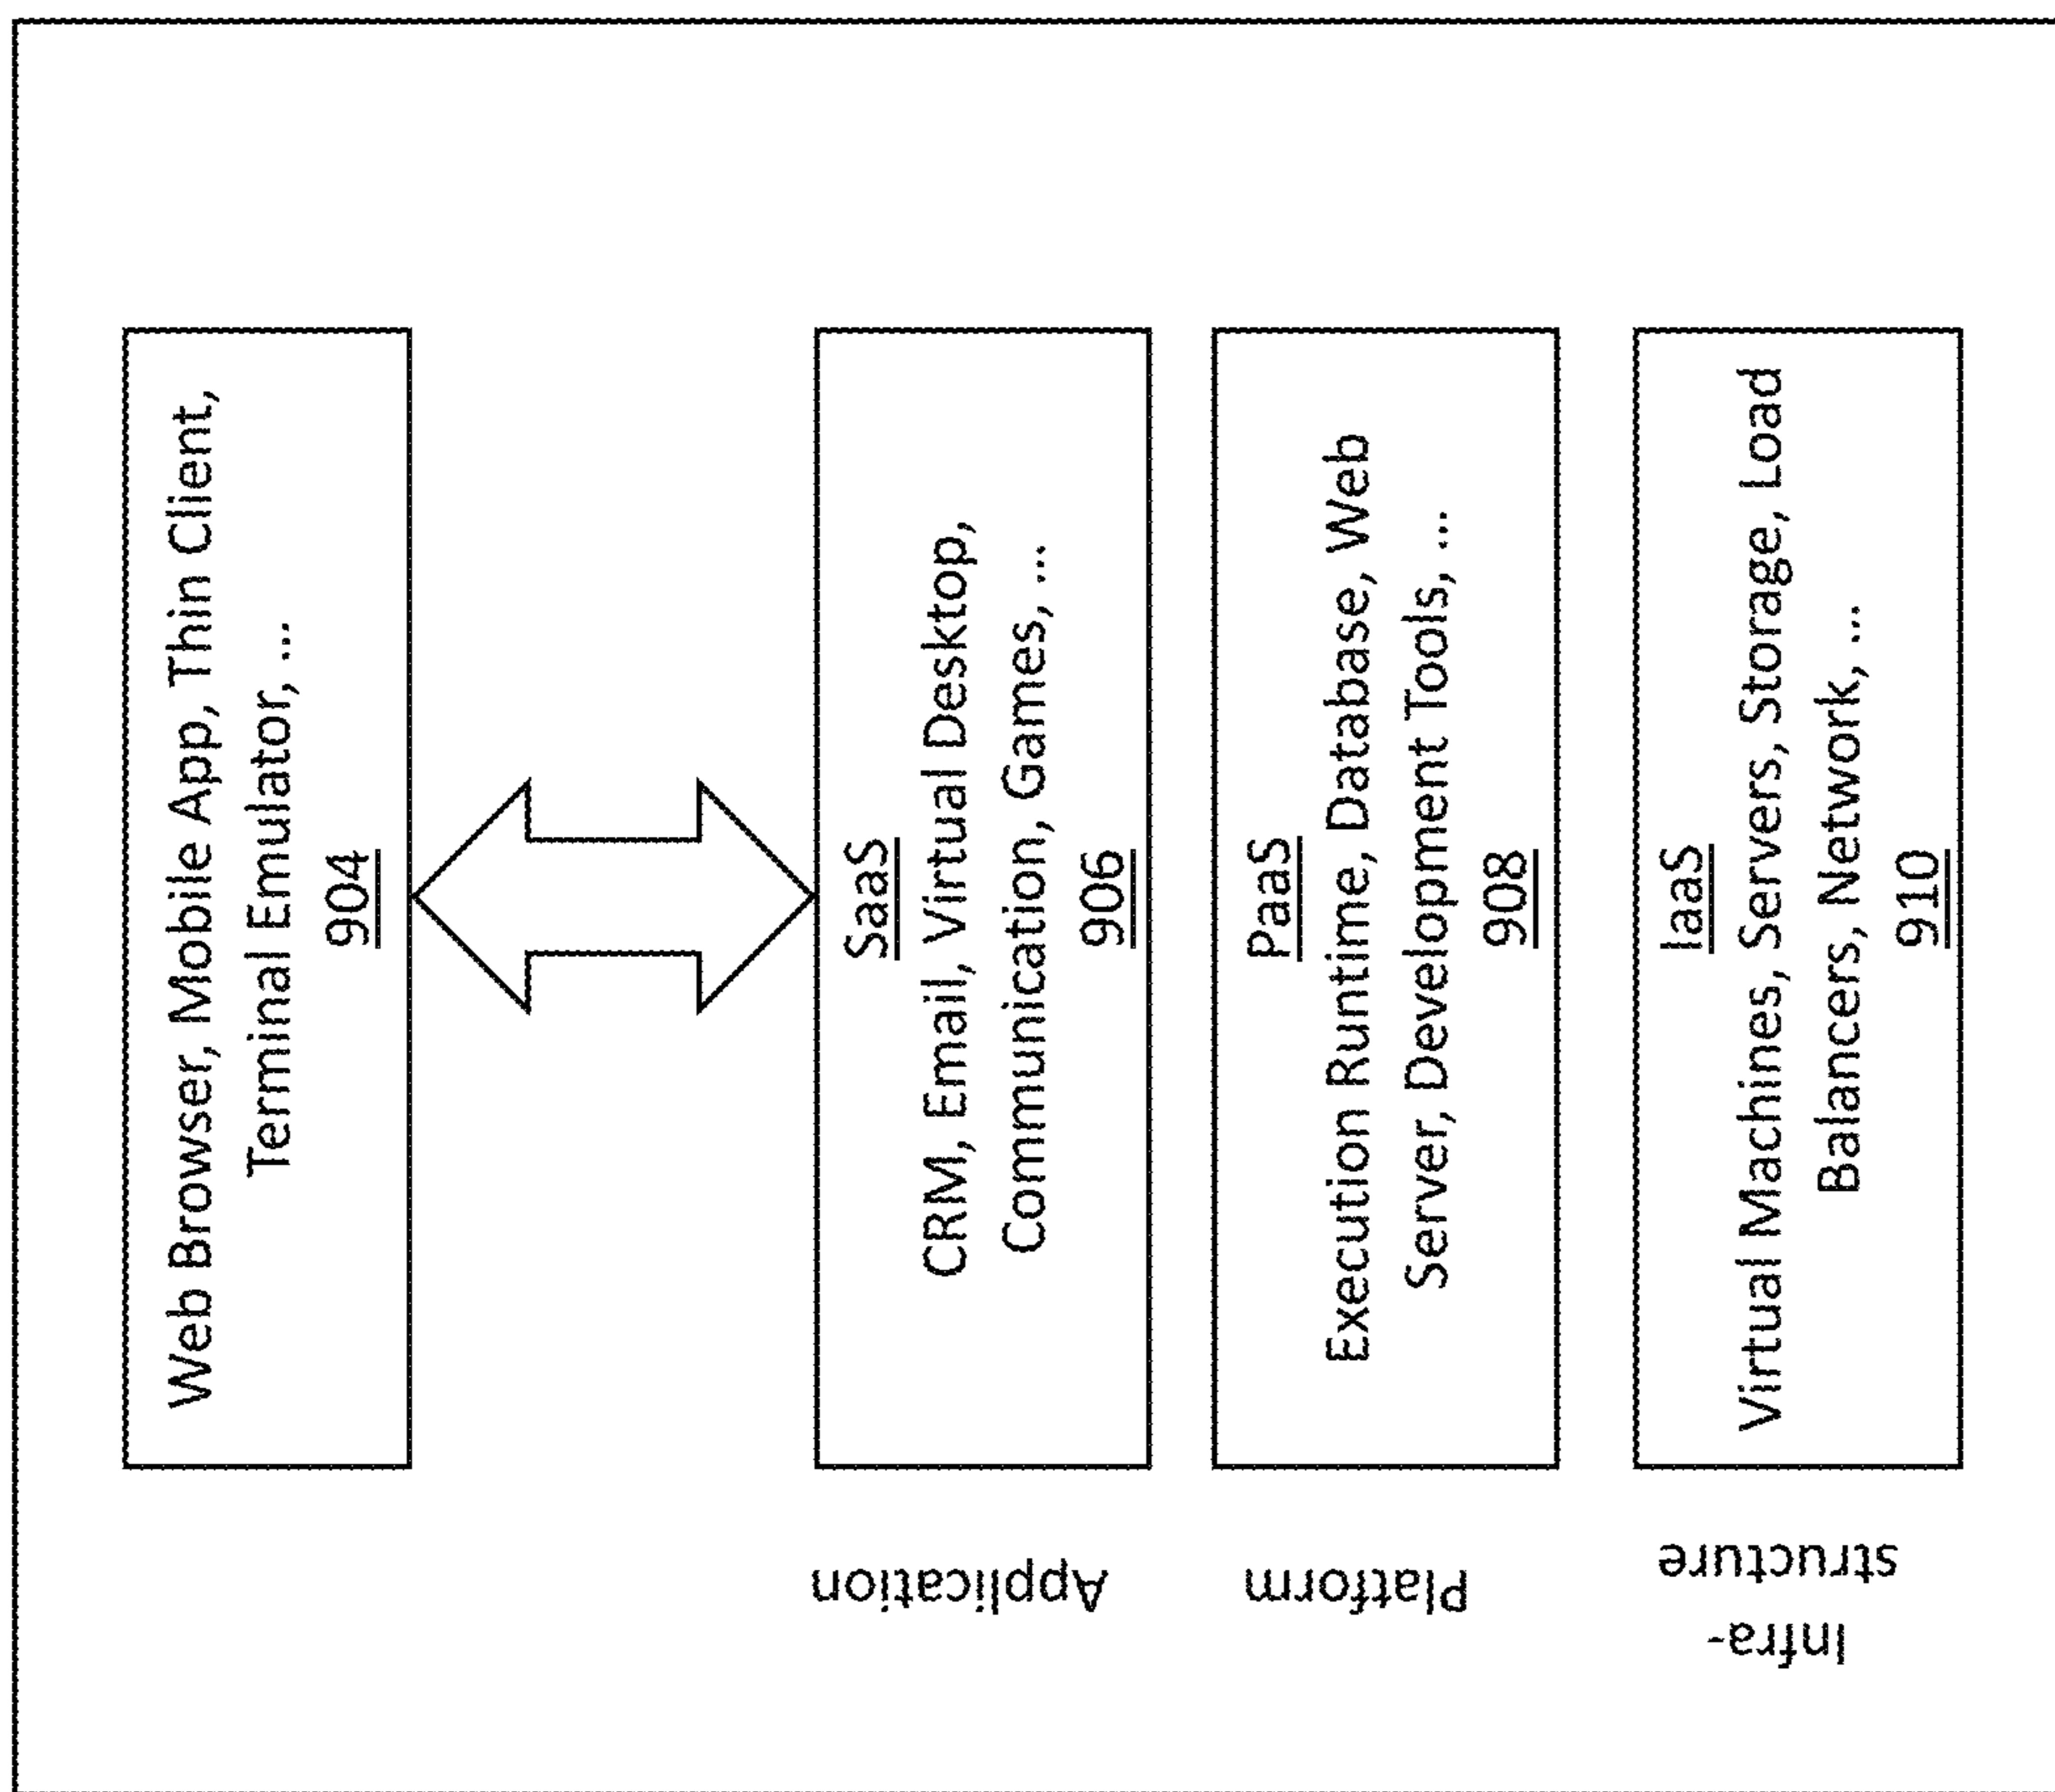 Web Browser, Mobile App, Thin Client,
Terminal Emulator, ...
904
Application
SaaS
CRM, Email, Virtual Desktop,
Communication, Games, ...
906
Platform
PaaS
Execution Runtime, Database, Web
Server, Development Tools, ...
908
Infra-
structure
IaaS
Virtual Machines, Servers, Storage, Load
Balancers, Network, ...
910